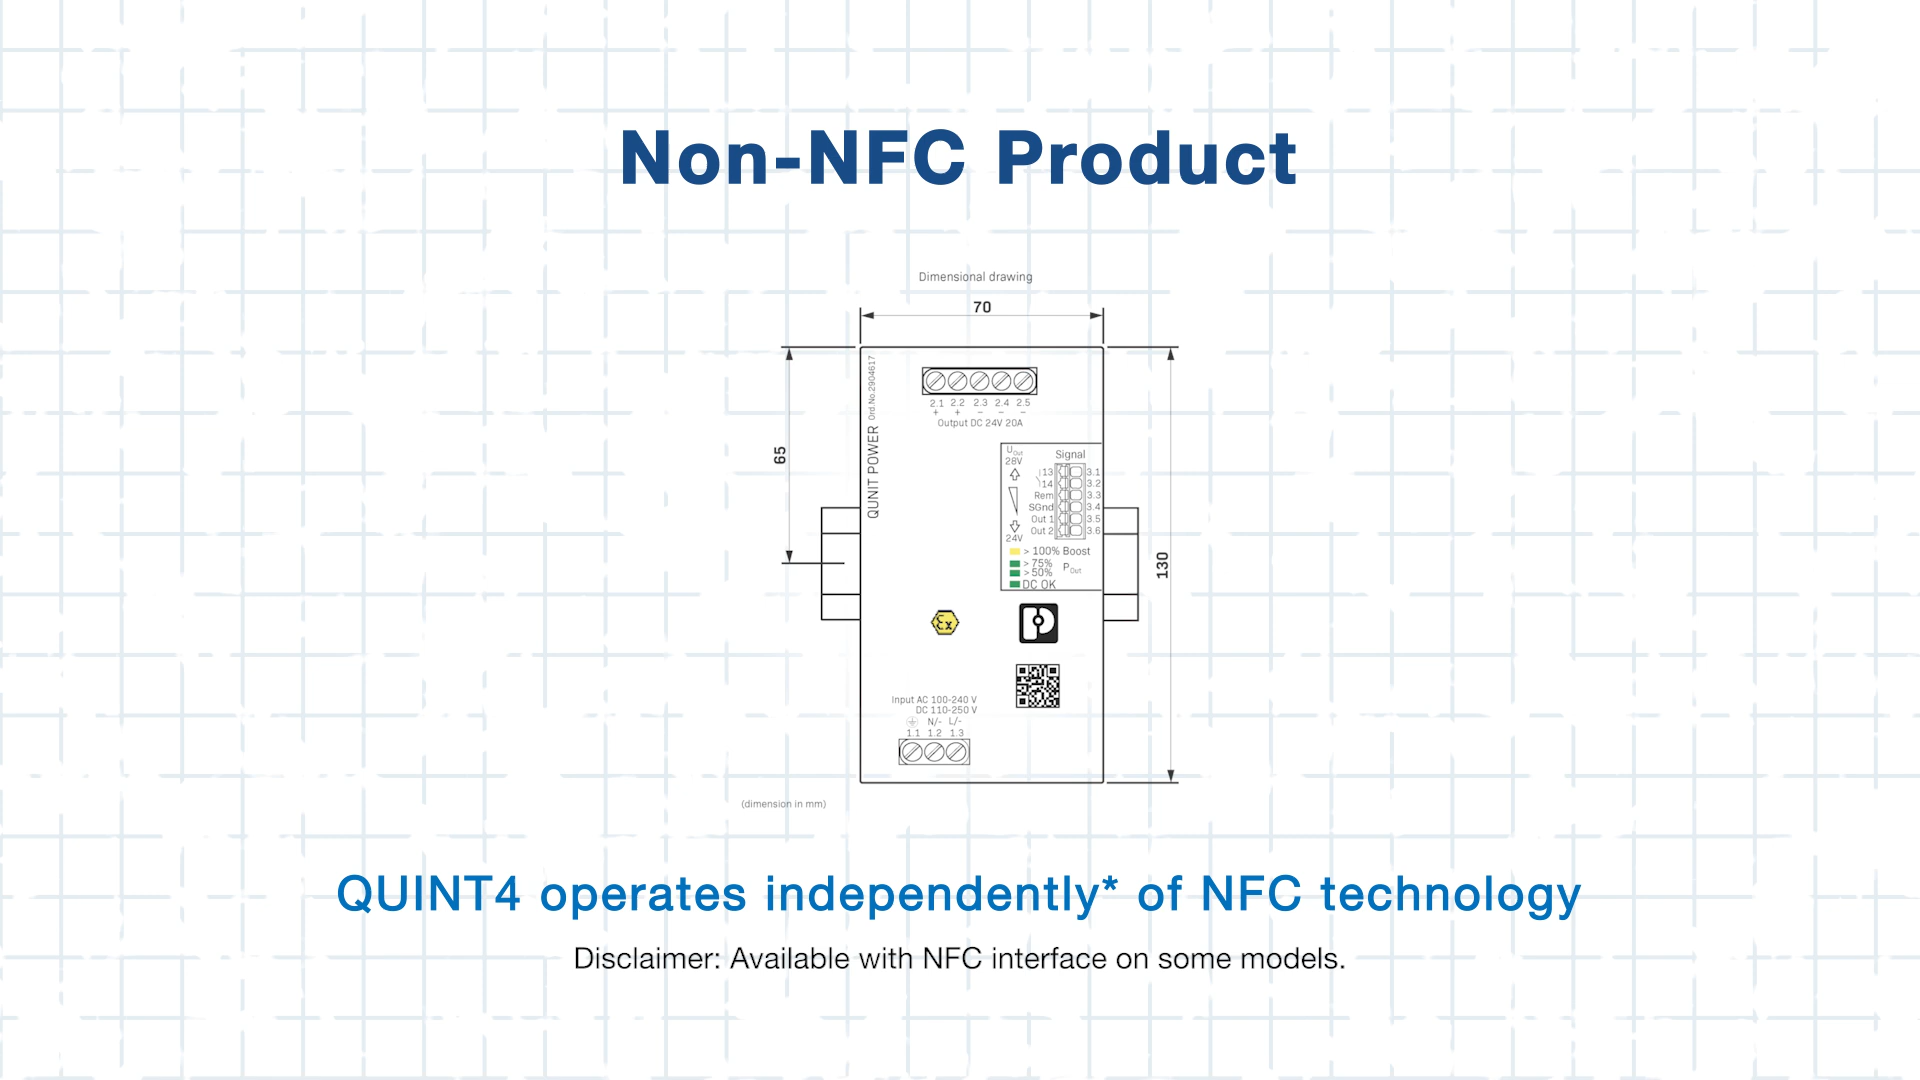 Non-NFC Product
Dimensional drawing
70
65
130
QUNIT POWER Ord.No.2904617
2.1 2.2 2.3 2.4 2.5
+ + − − −
Output DC 24V 20A
UOut
28V
24V
Signal
13 3.1
14 3.2
Rem 3.3
SGnd 3.4
Out 1 3.5
Out 2 3.6
> 100% Boost
> 75%
> 50%
POut
DC OK
Ex
Input AC 100-240 V
DC 110-250 V
N/- L/-
1.1 1.2 1.3
(dimension in mm)
QUINT4 operates independently* of NFC technology
Disclaimer: Available with NFC interface on some models.